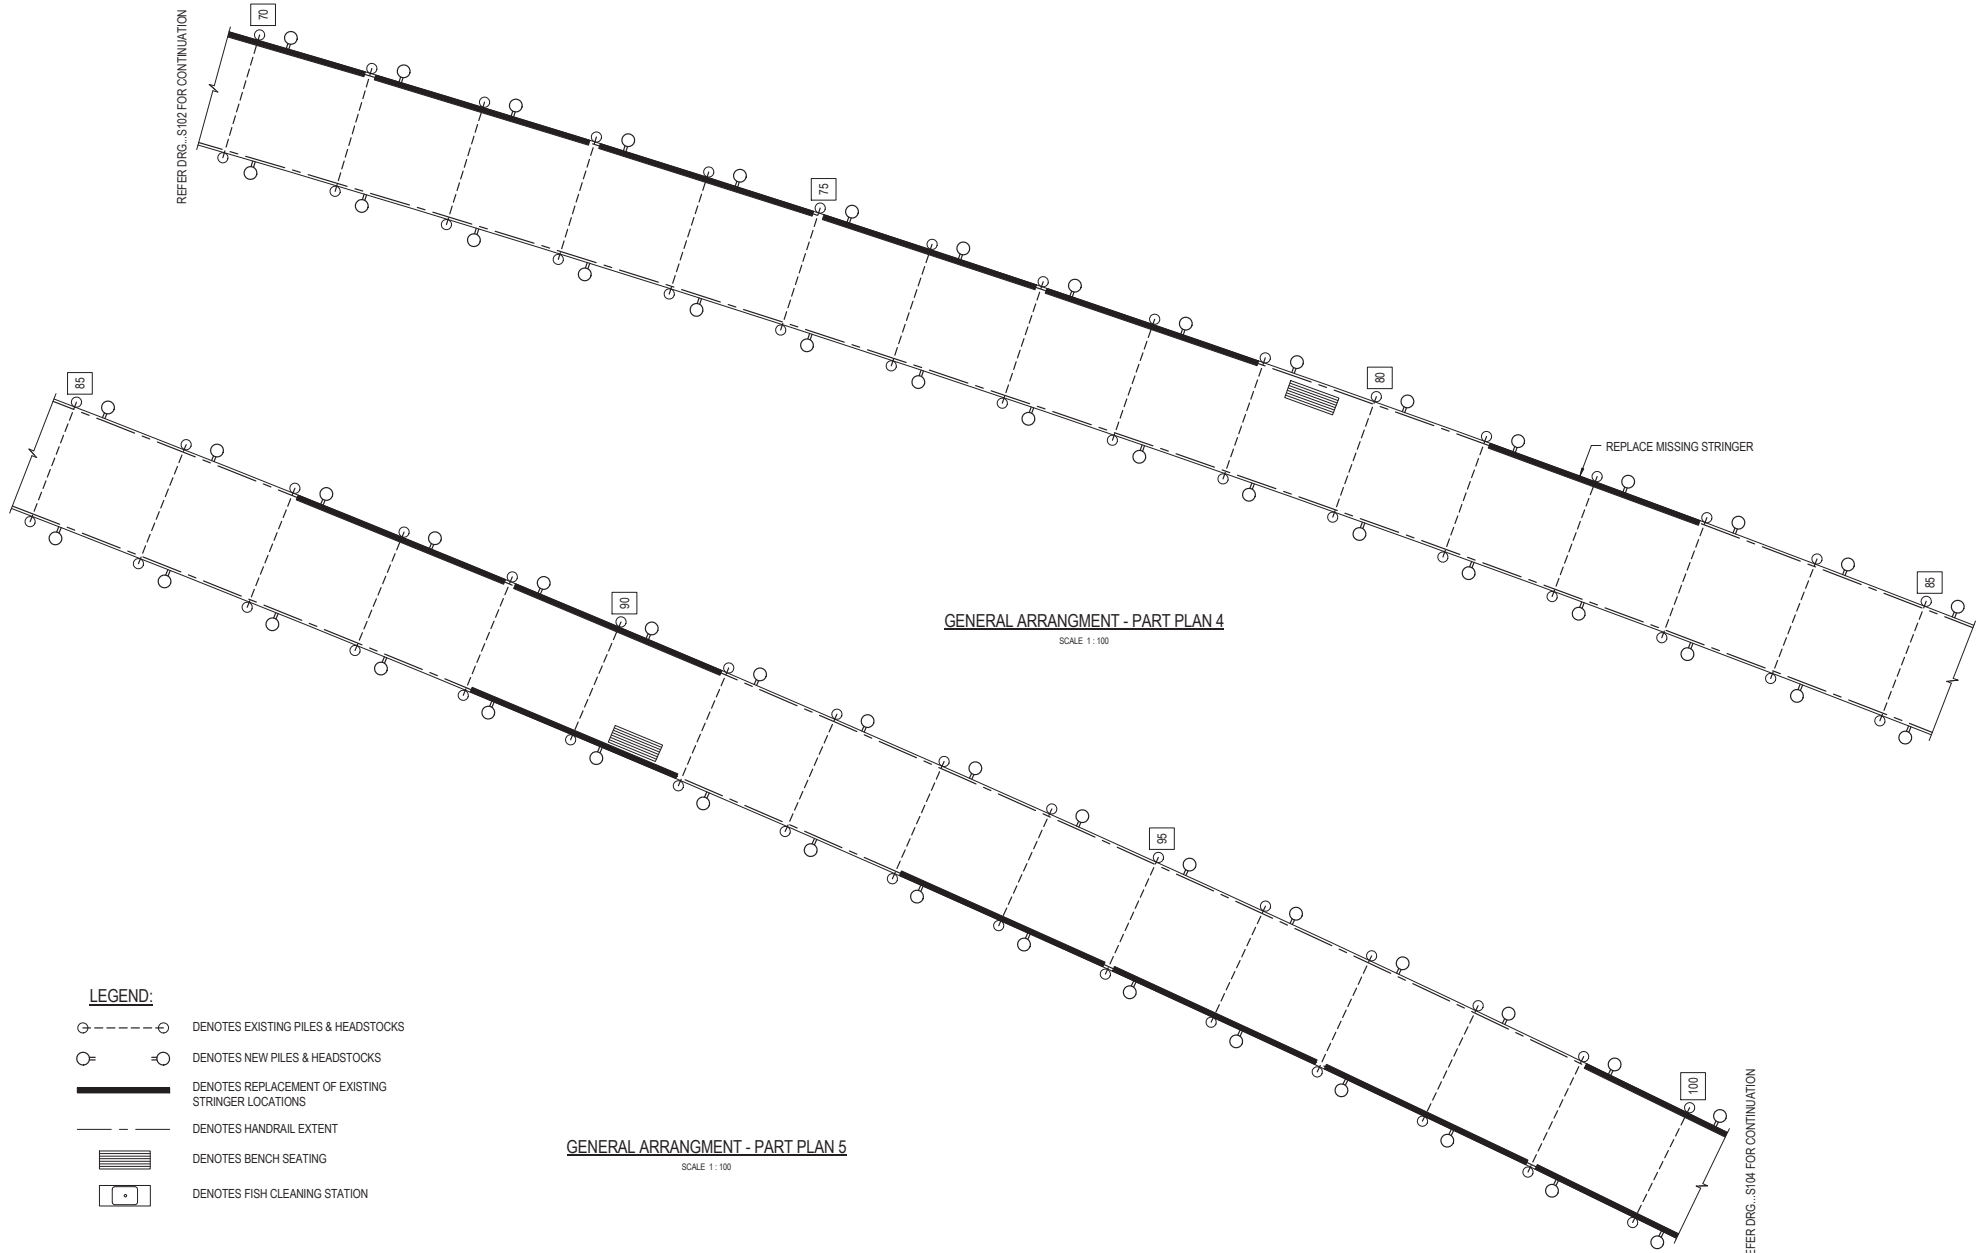 REFER DRG...S102 FOR CONTINUATION
70
75
80
REPLACE MISSING STRINGER
85
GENERAL ARRANGMENT - PART PLAN 4
SCALE 1 : 100
85
90
95
100
LEGEND:
DENOTES EXISTING PILES & HEADSTOCKS
DENOTES NEW PILES & HEADSTOCKS
DENOTES REPLACEMENT OF EXISTING
STRINGER LOCATIONS
DENOTES HANDRAIL EXTENT
DENOTES BENCH SEATING
DENOTES FISH CLEANING STATION
GENERAL ARRANGMENT - PART PLAN 5
SCALE 1 : 100
EFER DRG...S104 FOR CONTINUATION